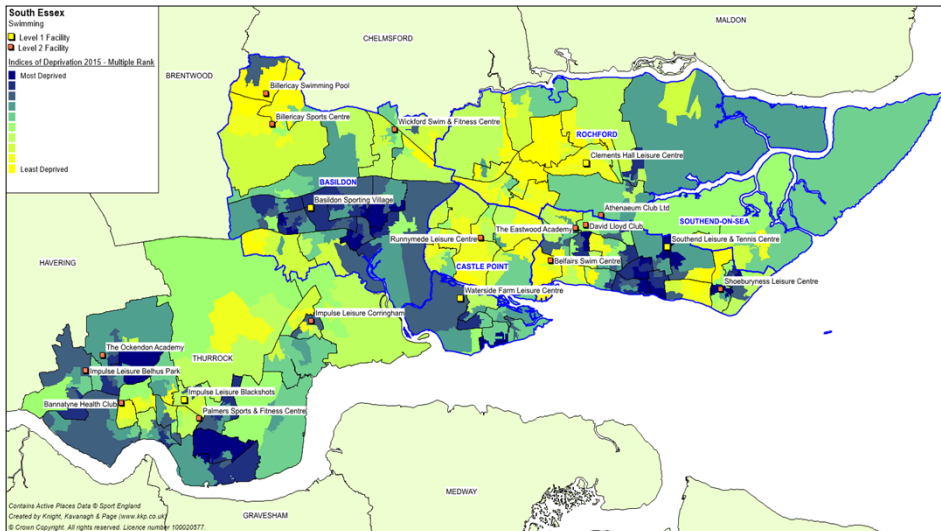 South Essex
Swimming
Level 1 Facility
Level 2 Facility
Indices of Deprivation 2015 - Multiple Rank
Most Deprived
Least Deprived
MALDON
CHELMSFORD
BRENTWOOD
Billericay Swimming Pool
Billericay Sports Centre
Wickford Swim & Fitness Centre
ROCHFORD
Clements Hall Leisure Centre
BASILDON
Basildon Sporting Village
Athenaeum Club Ltd
SOUTHEND-ON-SEA
The Eastwood Academy
David Lloyd Club
Runnymede Leisure Centre
Southend Leisure & Tennis Centre
HAVERING
CASTLE POINT
Belfairs Swim Centre
Waterside Farm Leisure Centre
Shoeburyness Leisure Centre
Impulse Leisure Corringham
The Ockendon Academy
THURROCK
Impulse Leisure Belhus Park
Impulse Leisure Blackshots
Bannatyne Health Club
Palmers Sports & Fitness Centre
MEDWAY
GRAVESHAM
Contains Active Places Data © Sport England
Created by Knight, Kavanagh & Page (www.kkp.co.uk)
© Crown Copyright. All rights reserved. Licence number 100020577.